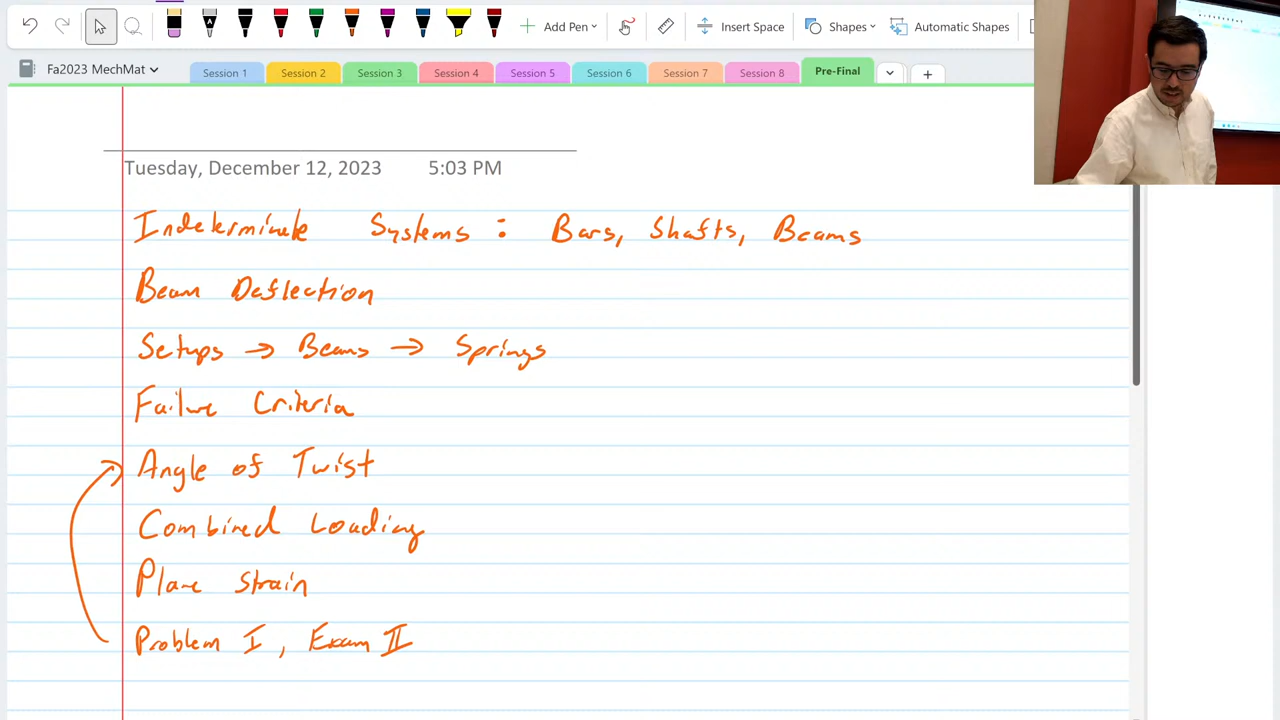 Add Pen
Insert Space
Shapes
Automatic Shapes
Fa2023 MechMat
Session 1
Session 2
Session 3
Session 4
Session 5
Session 6
Session 7
Session 8
Pre-Final
Tuesday, December 12, 2023 5:03 PM
Indeterminate Systems : Bars, Shafts, Beams
Beam Deflection
Setups → Beams → Springs
Failure Criteria
Angle of Twist
Combined Loading
Plane Strain
Problem I, Exam II